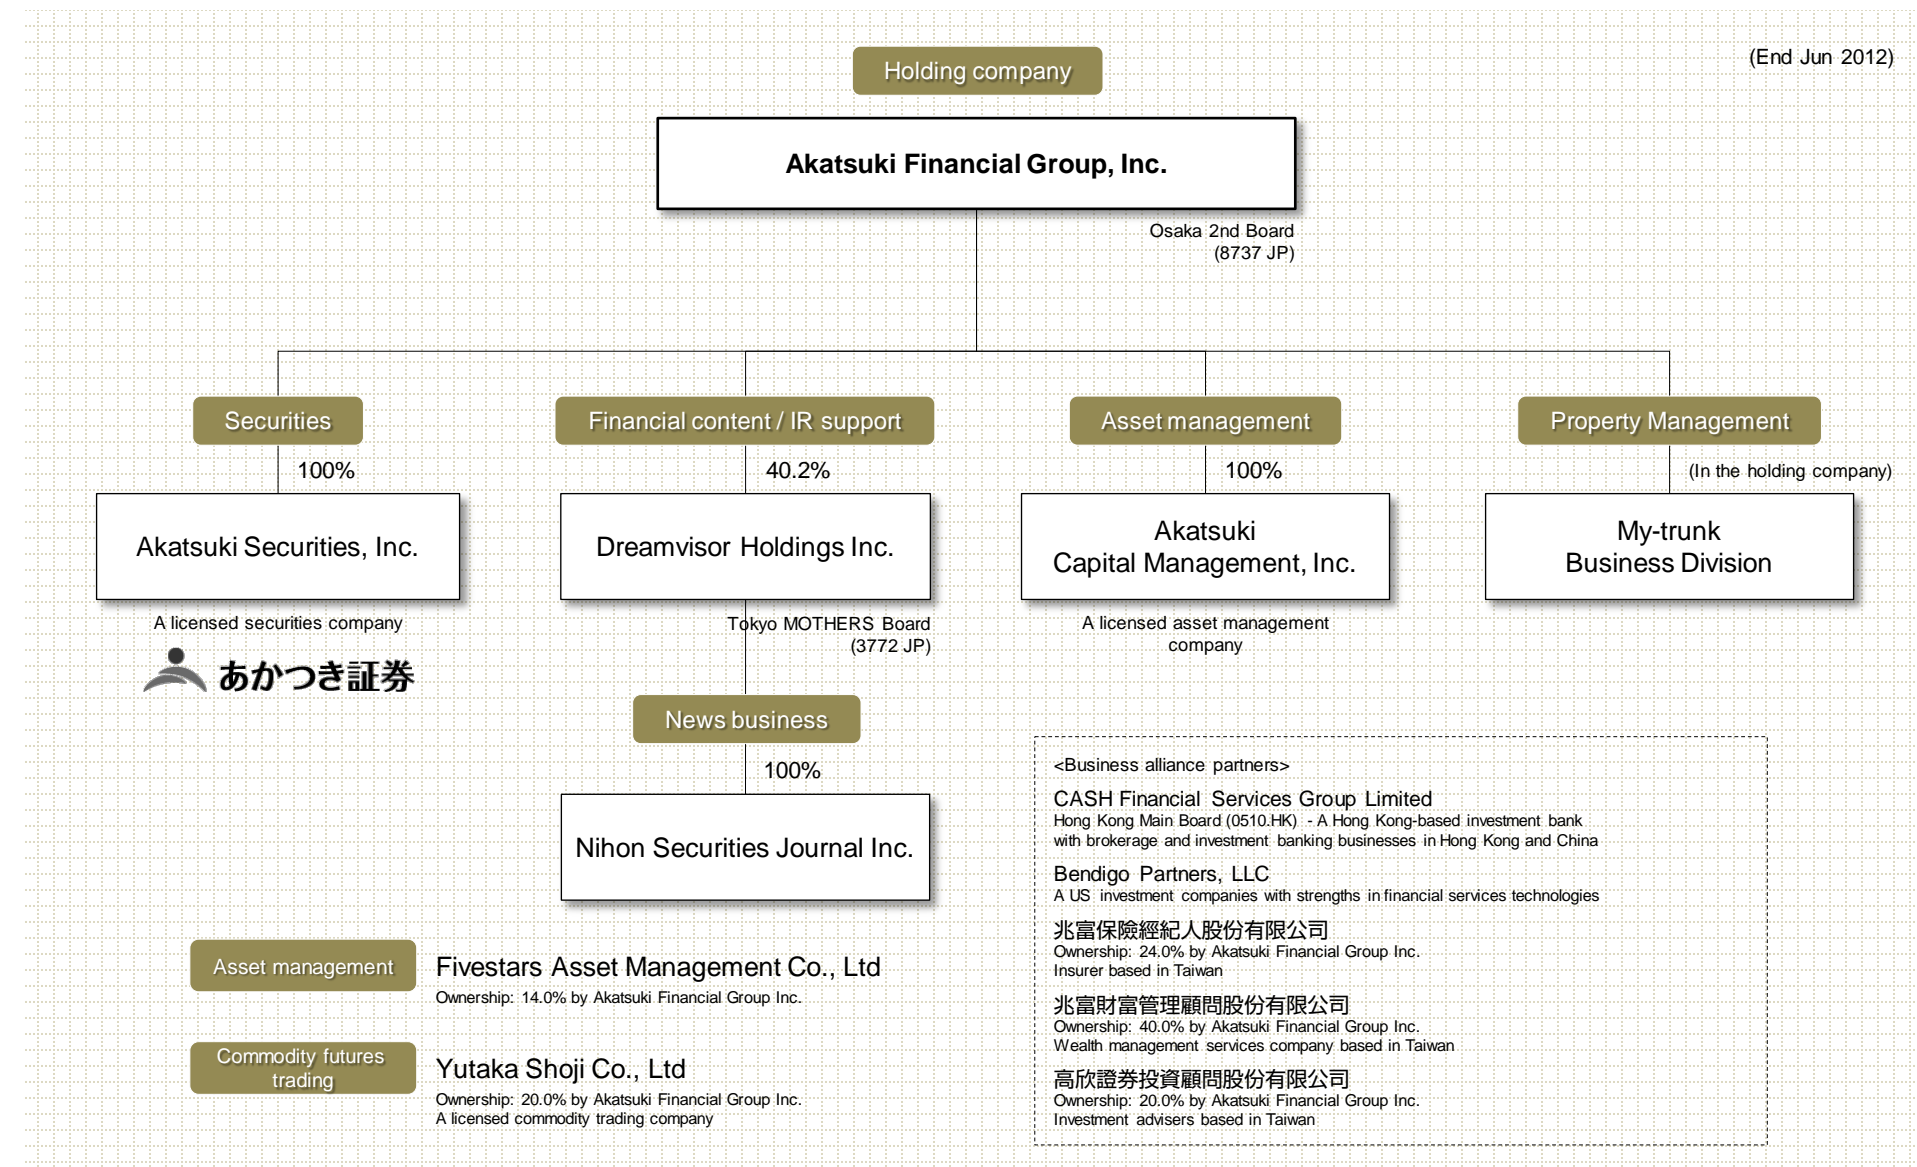 Holding company
(End Jun 2012)
Akatsuki Financial Group, Inc.
Osaka 2nd Board
(8737 JP)
Securities
Financial content / IR support
Asset management
Property Management
100%
40.2%
100%
(In the holding company)
Akatsuki Securities, Inc.
Dreamvisor Holdings Inc.
Akatsuki
Capital Management, Inc.
My-trunk
Business Division
A licensed securities company
あかつき証券
Tokyo MOTHERS Board
(3772 JP)
A licensed asset management
company
News business
100%
Nihon Securities Journal Inc.
Asset management
Fivestars Asset Management Co., Ltd
Ownership: 14.0% by Akatsuki Financial Group Inc.
Commodity futures
trading
Yutaka Shoji Co., Ltd
Ownership: 20.0% by Akatsuki Financial Group Inc.
A licensed commodity trading company
<Business alliance partners>
CASH Financial Services Group Limited
Hong Kong Main Board (0510.HK) - A Hong Kong-based investment bank
with brokerage and investment banking businesses in Hong Kong and China
Bendigo Partners, LLC
A US investment companies with strengths in financial services technologies
兆富保險經紀人股份有限公司
Ownership: 24.0% by Akatsuki Financial Group Inc.
Insurer based in Taiwan
兆富財富管理顧問股份有限公司
Ownership: 40.0% by Akatsuki Financial Group Inc.
Wealth management services company based in Taiwan
高欣證券投資顧問股份有限公司
Ownership: 20.0% by Akatsuki Financial Group Inc.
Investment advisers based in Taiwan